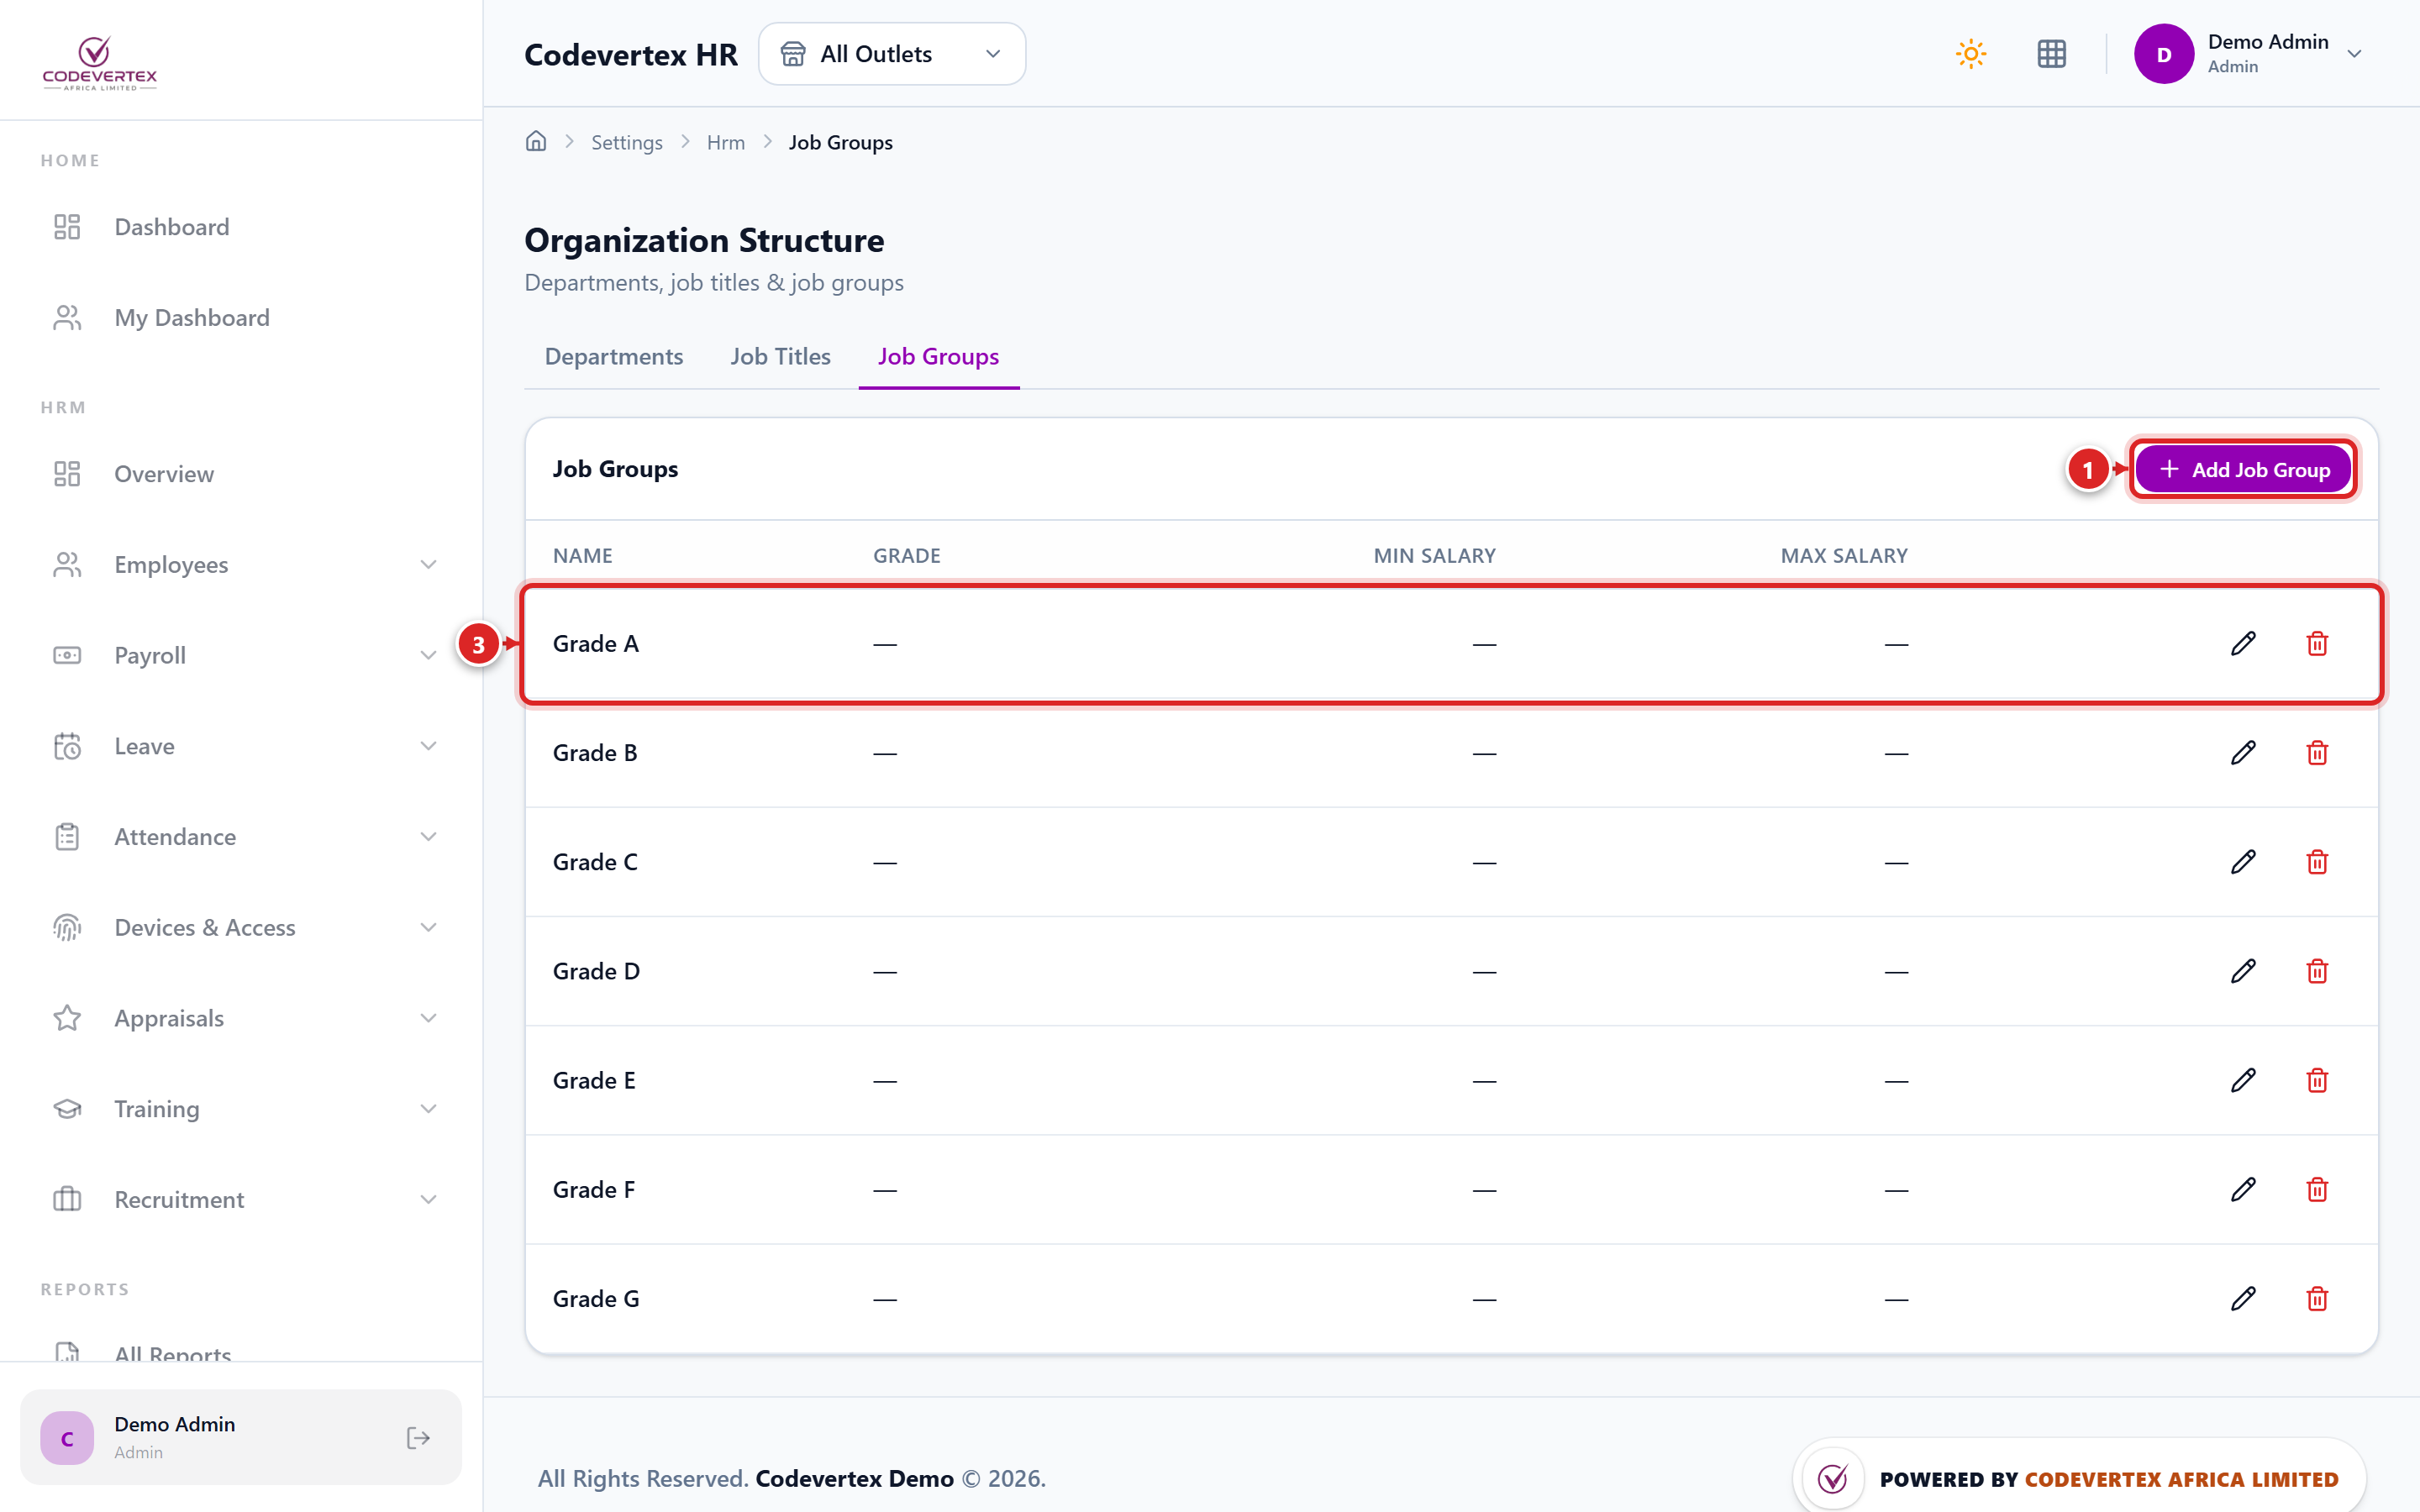 CODEVERTEX
AFRICA LIMITED
HOME
Dashboard
My Dashboard
HRM
Overview
Employees
Payroll
Leave
Attendance
Devices & Access
Appraisals
Training
Recruitment
REPORTS
All Reports
C
Demo Admin
Admin
Codevertex HR
All Outlets
D
Demo Admin
Admin
Settings
Hrm
Job Groups
Organization Structure
Departments, job titles & job groups
Departments
Job Titles
Job Groups
Job Groups
1
Add Job Group
NAME GRADE MIN SALARY MAX SALARY
3
Grade A — — —
Grade B — — —
Grade C — — —
Grade D — — —
Grade E — — —
Grade F — — —
Grade G — — —
All Rights Reserved. Codevertex Demo © 2026.
POWERED BY CODEVERTEX AFRICA LIMITED